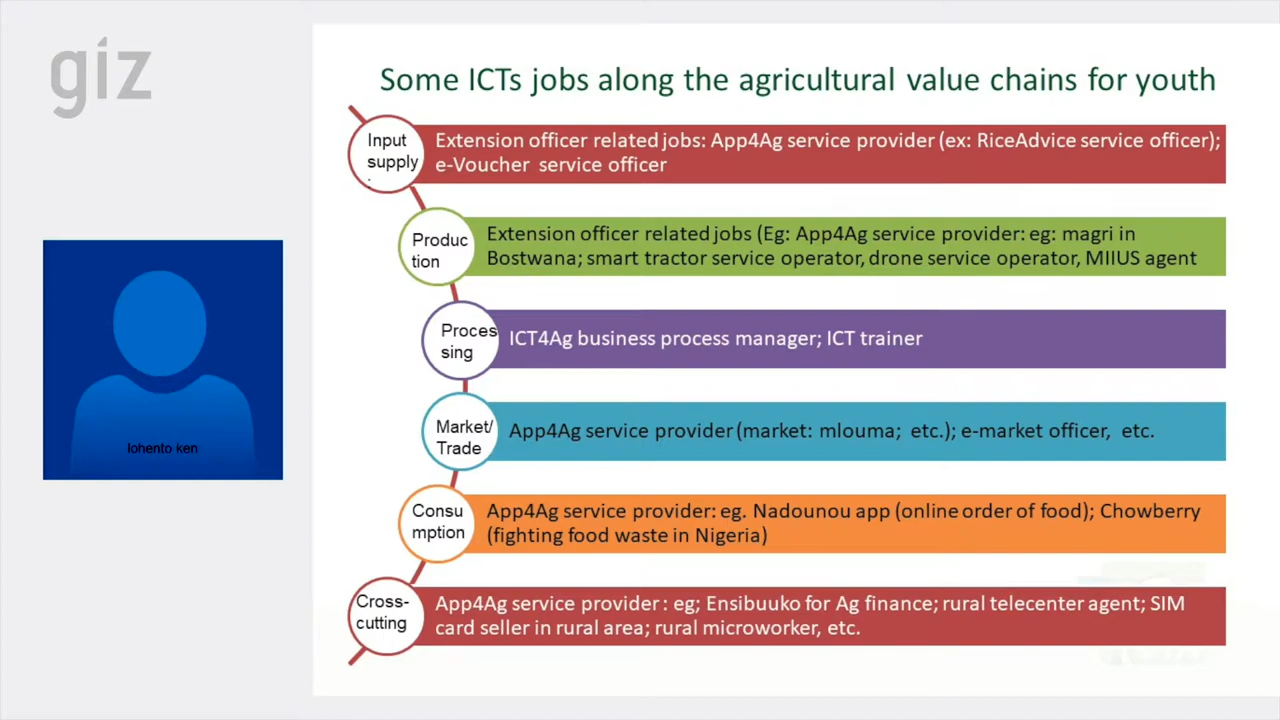 giz
Some ICTs jobs along the agricultural value chains for youth
Input
supply
.
Extension officer related jobs: App4Ag service provider (ex: RiceAdvice service officer);
e-Voucher service officer
Produc
tion
Extension officer related jobs (Eg: App4Ag service provider: eg: magri in
Bostwana; smart tractor service operator, drone service operator, MIIUS agent
Proces
sing
ICT4Ag business process manager; ICT trainer
Market/
Trade
App4Ag service provider (market: mlouma; etc.); e-market officer, etc.
Consu
mption
App4Ag service provider: eg. Nadounou app (online order of food); Chowberry
(fighting food waste in Nigeria)
Cross-
cutting
App4Ag service provider : eg; Ensibuuko for Ag finance; rural telecenter agent; SIM
card seller in rural area; rural microworker, etc.
lohento ken